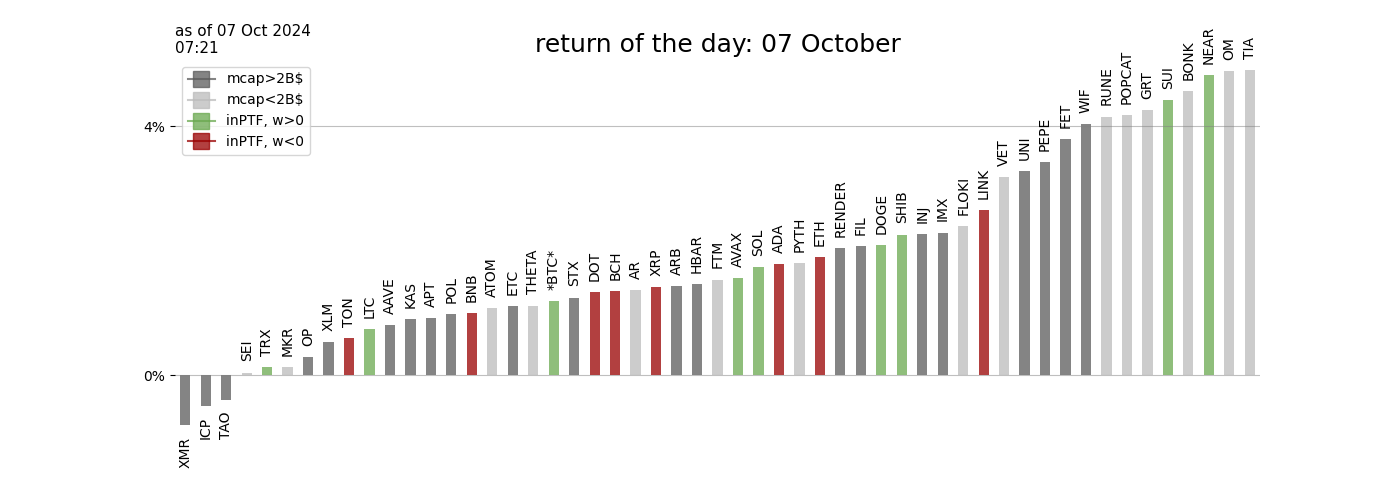 as of 07 Oct 2024
07:21
return of the day: 07 October
mcap>2B$
mcap<2B$
inPTF, w>0
inPTF, w<0
4%
0%
XMR
ICP
TAO
SEI
TRX
MKR
OP
XLM
TON
LTC
AAVE
KAS
APT
POL
BNB
ATOM
ETC
THETA
*BTC*
STX
DOT
BCH
AR
XRP
ARB
HBAR
FTM
AVAX
SOL
ADA
PYTH
ETH
RENDER
FIL
DOGE
SHIB
INJ
IMX
FLOKI
LINK
VET
UNI
PEPE
FET
WIF
RUNE
POPCAT
GRT
SUI
BONK
NEAR
OM
TIA